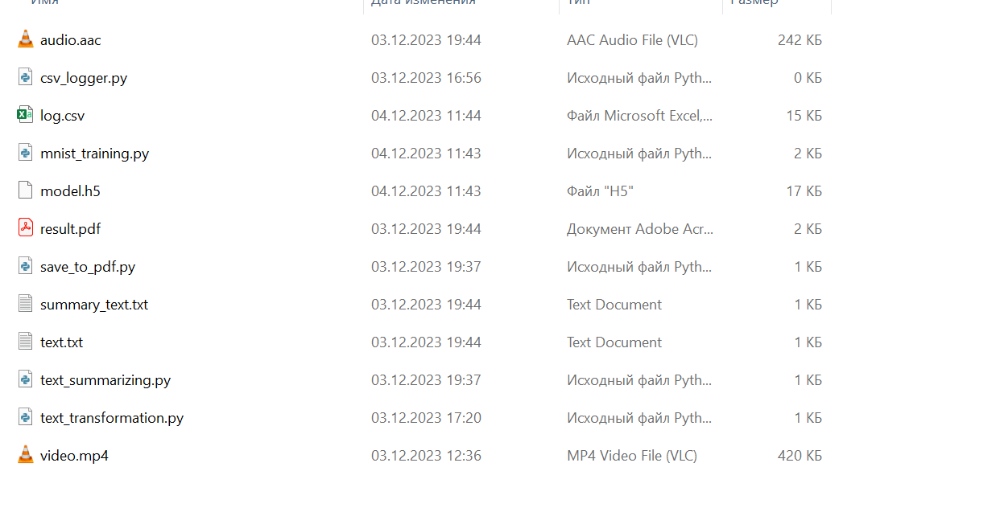 Имя Дата изменения Тип Размер
audio.aac 03.12.2023 19:44 AAC Audio File (VLC) 242 КБ
csv_logger.py 03.12.2023 16:56 Исходный файл Pyth... 0 КБ
log.csv 04.12.2023 11:44 Файл Microsoft Excel,... 15 КБ
mnist_training.py 04.12.2023 11:43 Исходный файл Pyth... 2 КБ
model.h5 04.12.2023 11:43 Файл "H5" 17 КБ
result.pdf 03.12.2023 19:44 Документ Adobe Acr... 2 КБ
save_to_pdf.py 03.12.2023 19:37 Исходный файл Pyth... 1 КБ
summary_text.txt 03.12.2023 19:44 Text Document 1 КБ
text.txt 03.12.2023 19:44 Text Document 1 КБ
text_summarizing.py 03.12.2023 19:37 Исходный файл Pyth... 1 КБ
text_transformation.py 03.12.2023 17:20 Исходный файл Pyth... 1 КБ
video.mp4 03.12.2023 12:36 MP4 Video File (VLC) 420 КБ